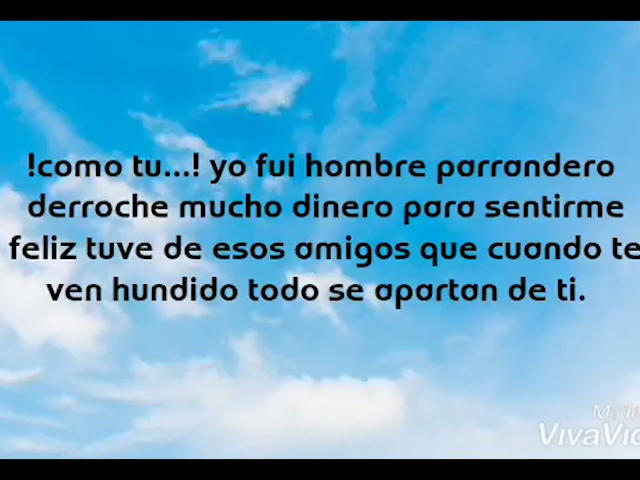 !como tu...! yo fui hombre parrandero
derroche mucho dinero para sentirme
feliz tuve de esos amigos que cuando te
ven hundido todo se apartan de ti.